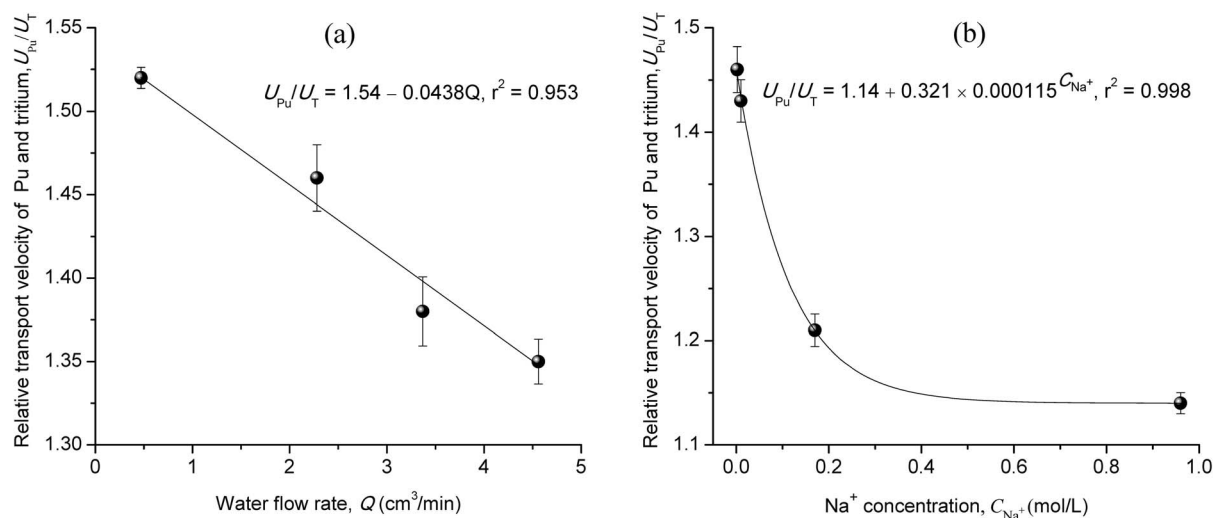 Relative transport velocity of Pu and tritium, U_Pu/U_T
1.55
1.50
1.45
1.40
1.35
1.30
(a)
U_Pu/U_T = 1.54 – 0.0438Q, r² = 0.953
0 1 2 3 4 5
Water flow rate, Q (cm³/min)
Relative transport velocity of Pu and tritium, U_Pu/U_T
1.5
1.4
1.3
1.2
1.1
(b)
U_Pu/U_T = 1.14 + 0.321 × 0.000115^C_Na⁺, r² = 0.998
0.0 0.2 0.4 0.6 0.8 1.0
Na⁺ concentration, C_Na⁺ (mol/L)